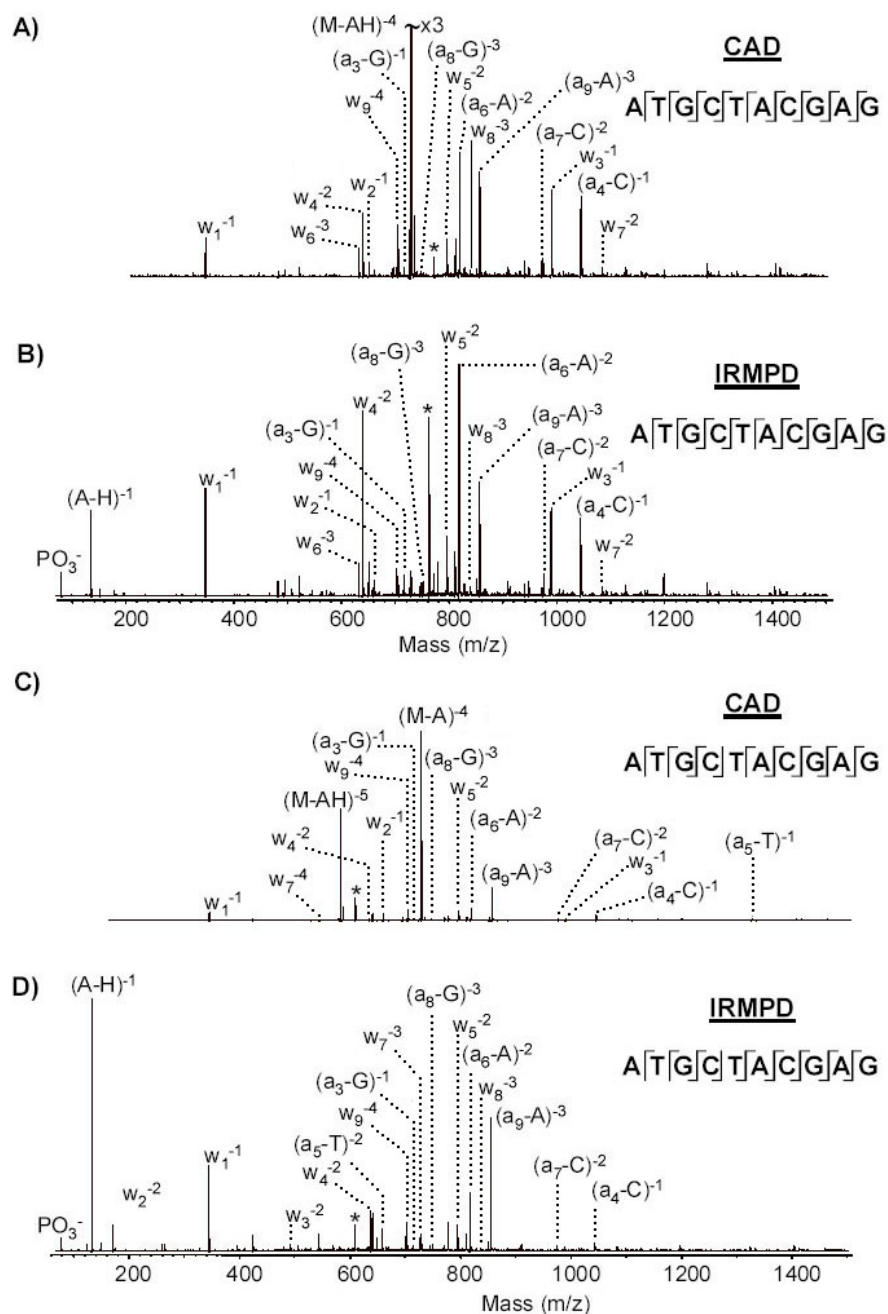 A)
(M-AH)⁻⁴ x3
CAD
(a₃-G)⁻¹
(a₈-G)⁻³
w₉⁻⁴
w₅⁻²
(a₆-A)⁻²
(a₉-A)⁻³
ATGCTACGAG
w₄⁻²
w₂⁻¹
w₈⁻³
(a₇-C)⁻²
w₃⁻¹
w₁⁻¹
w₆⁻³
*
(a₄-C)⁻¹
w₇⁻²
B)
w₅⁻²
IRMPD
(a₈-G)⁻³
(a₆-A)⁻²
w₄⁻²
*
ATGCTACGAG
(a₃-G)⁻¹
w₈⁻³
(a₉-A)⁻³
w₉⁻⁴
(a₇-C)⁻²
(A-H)⁻¹
w₁⁻¹
w₂⁻¹
w₃⁻¹
w₆⁻³
(a₄-C)⁻¹
PO₃⁻
w₇⁻²
200 400 600 800 1000 1200 1400
Mass (m/z)
C)
CAD
(M-A)⁻⁴
(a₃-G)⁻¹
(a₈-G)⁻³
ATGCTACGAG
w₉⁻⁴
w₅⁻²
(M-AH)⁻⁵
w₂⁻¹
(a₆-A)⁻²
(a₇-C)⁻²
(a₅-T)⁻¹
w₄⁻²
w₃⁻¹
w₇⁻⁴
(a₉-A)⁻³
(a₄-C)⁻¹
w₁⁻¹
*
D)
(A-H)⁻¹
IRMPD
(a₈-G)⁻³
w₇⁻³
w₅⁻²
(a₆-A)⁻²
ATGCTACGAG
(a₃-G)⁻¹
w₈⁻³
w₉⁻⁴
(a₉-A)⁻³
w₁⁻¹
(a₅-T)⁻²
w₄⁻²
(a₇-C)⁻²
w₂⁻²
(a₄-C)⁻¹
PO₃⁻
w₃⁻²
*
200 400 600 800 1000 1200 1400
Mass (m/z)